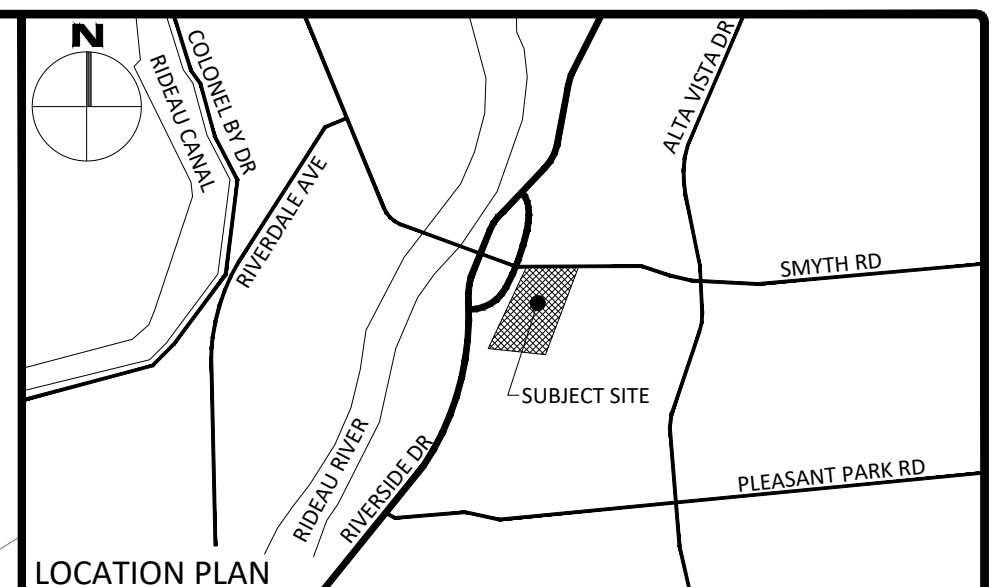 N
COLONEL BY DR
RIDEAU CANAL
ALTA VISTA DR
RIVERDALE AVE
SMYTH RD
SUBJECT SITE
RIDEAU RIVER
RIVERSIDE DR
PLEASANT PARK RD
LOCATION PLAN